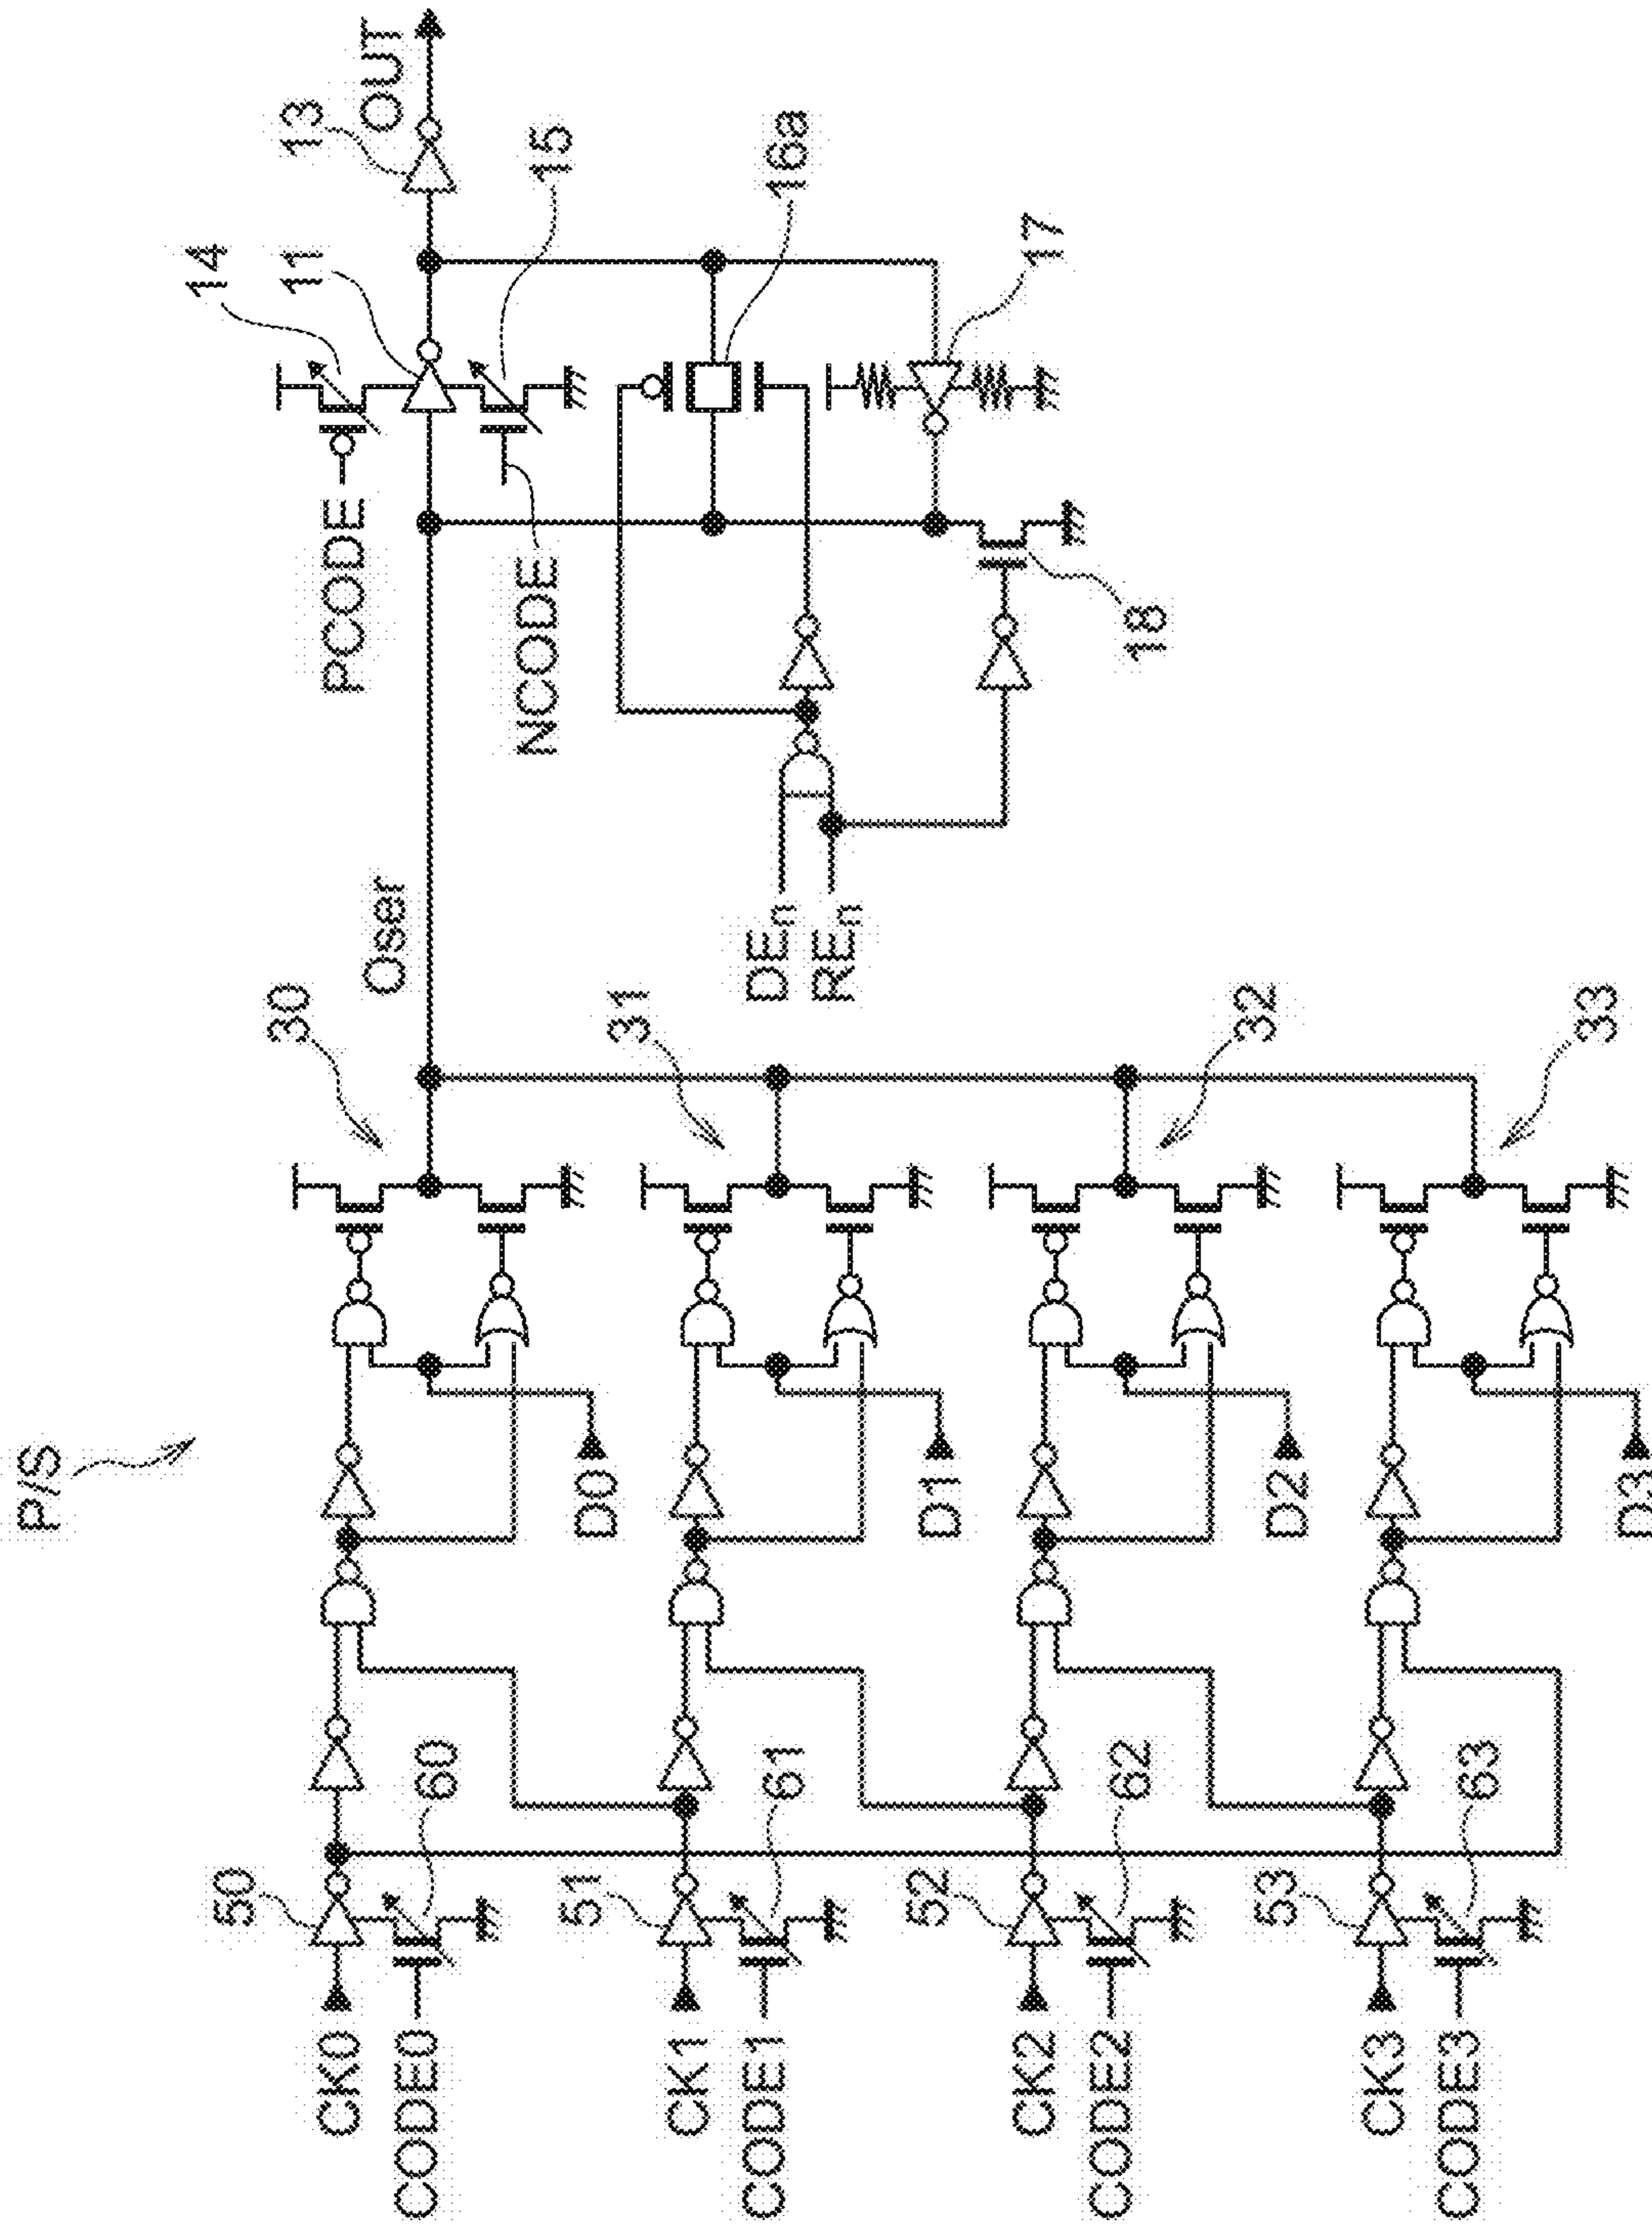 P/S
CK0
CODE0
50
60
D0
30
Oser
PCODE
NCODE
14
11
13
15
OUT
CK1
CODE1
51
61
D1
31
DEn
REn
16a
17
18
CK2
CODE2
52
62
D2
32
CK3
CODE3
53
63
D3
33